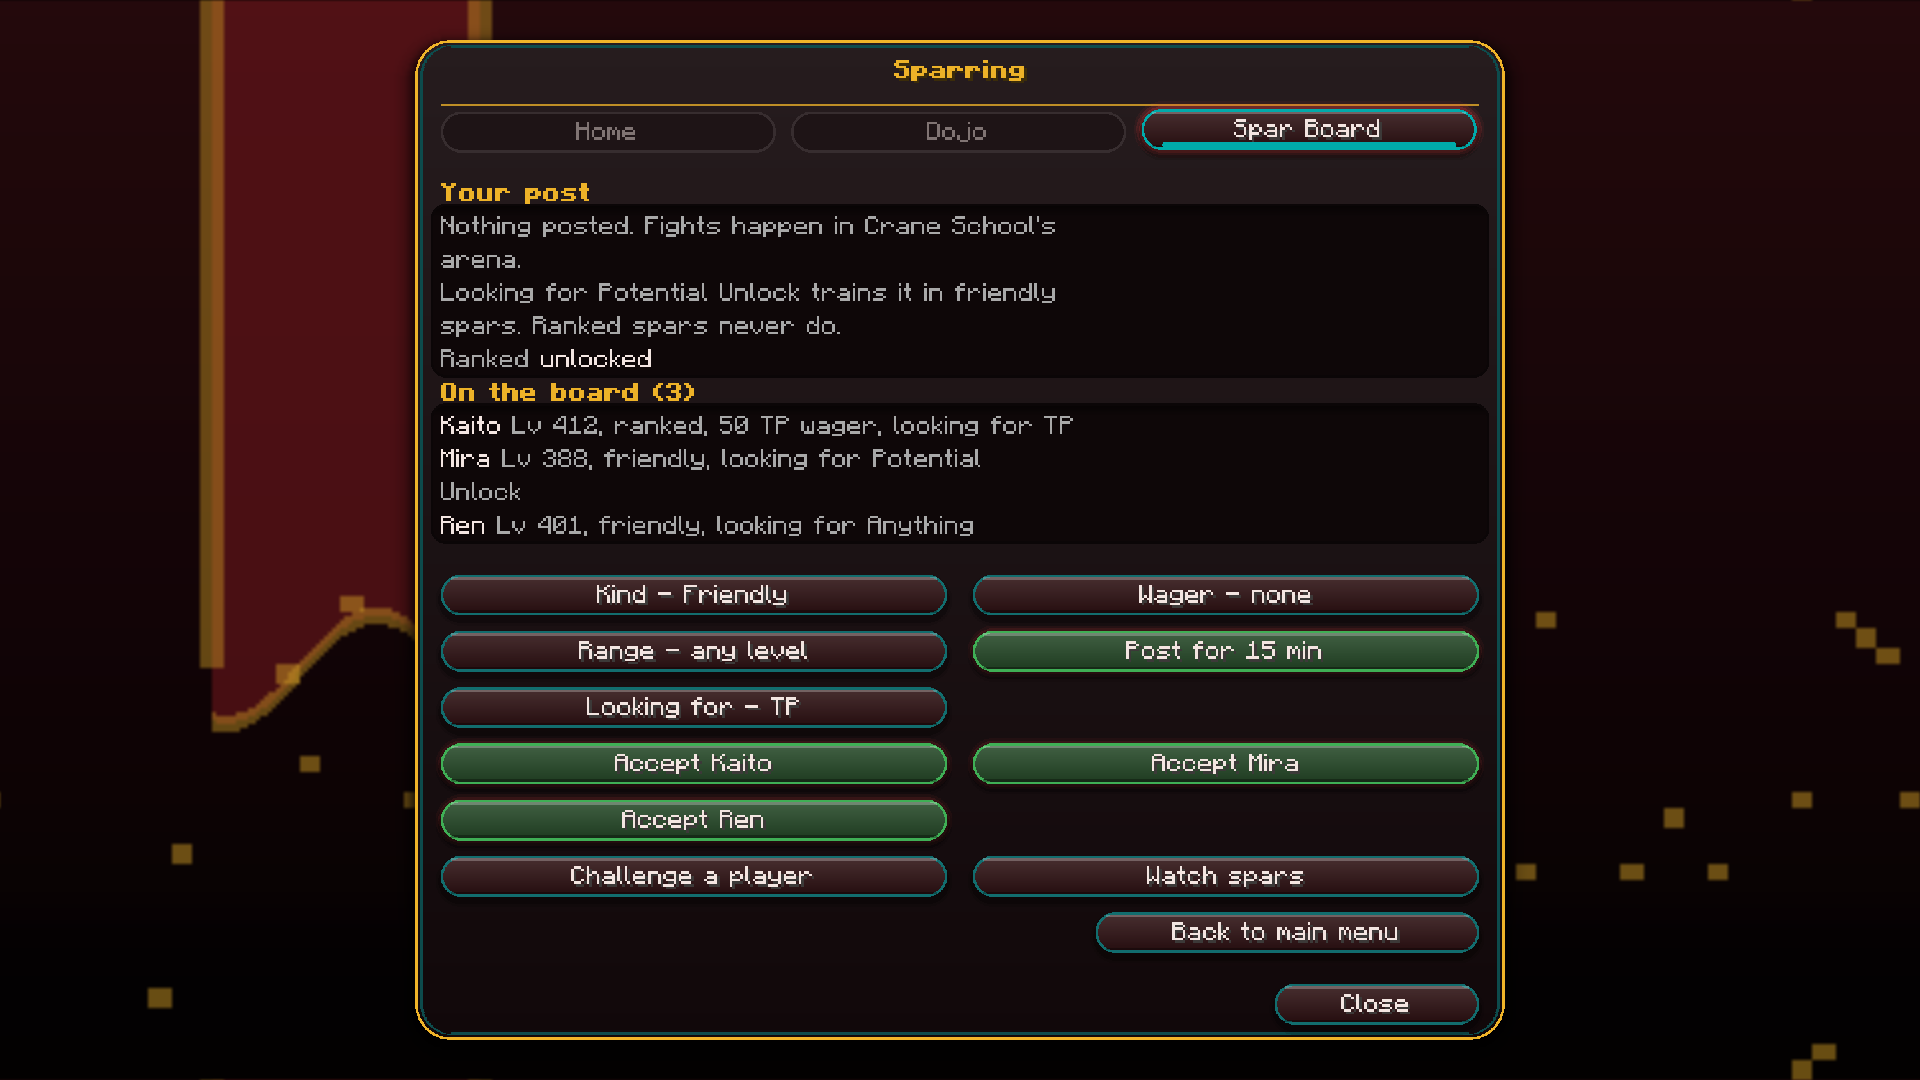 Sparring
Home
Dojo
Spar Board
Your post
Nothing posted. Fights happen in Crane School's
arena.
Looking for Potential Unlock trains it in friendly
spars. Ranked spars never do.
Ranked unlocked
On the board (3)
Kaito Lv 412, ranked, 50 TP wager, looking for TP
Mira Lv 388, friendly, looking for Potential
Unlock
Ren Lv 401, friendly, looking for Anything
Kind - Friendly
Wager - none
Range - any level
Post for 15 min
Looking for - TP
Accept Kaito
Accept Mira
Accept Ren
Challenge a player
Watch spars
Back to main menu
Close